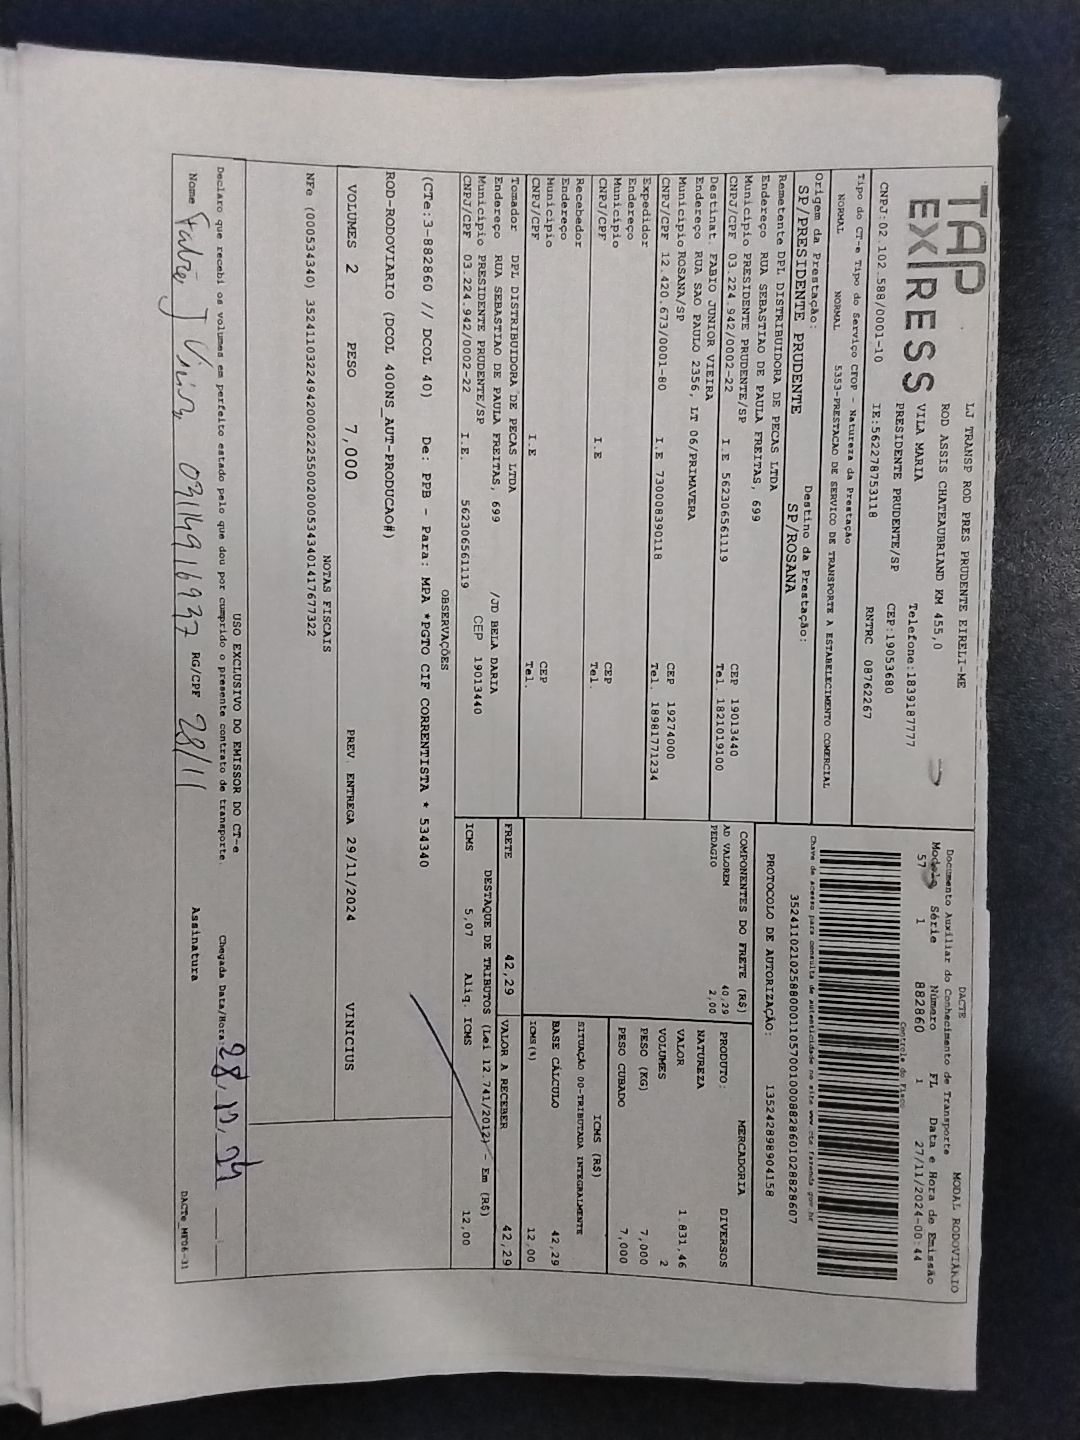 TAP
EXPRESS
LJ TRANSP ROD PRES PRUDENTE EIRELI-ME
ROD ASSIS CHATEAUBRIAND KM 455,0
VILA MARIA Telefone:1839187777
PRESIDENTE PRUDENTE/SP CEP:19053680
CNPJ:02.102.588/0001-10 IE:562278753118 RNTRC 08762267
Tipo do CT-e Tipo do Serviço CFOP - Natureza da Prestação
NORMAL NORMAL 5353-PRESTACAO DE SERVICO DE TRANSPORTE A ESTABELECIMENTO COMERCIAL
Origem da Prestação: Destino da Prestação:
SP/PRESIDENTE PRUDENTE SP/ROSANA
Remetente DPL DISTRIBUIDORA DE PECAS LTDA
Endereço RUA SEBASTIAO DE PAULA FREITAS, 699
Municipio PRESIDENTE PRUDENTE/SP CEP 19013440
CNPJ/CPF 03.224.942/0002-22 I.E 562306561119 Tel. 1821019100
Destinat. FABIO JUNIOR VIEIRA
Endereço RUA SAO PAULO 2356, LT 06/PRIMAVERA
Municipio ROSANA/SP CEP 19274000
CNPJ/CPF 12.420.673/0001-80 I.E 730008390118 Tel. 18981771234
Expedidor
Endereço
Municipio CEP
CNPJ/CPF I.E Tel.
Recebedor
Endereço
Municipio CEP
CNPJ/CPF I.E Tel.
Tomador DPL DISTRIBUIDORA DE PECAS LTDA
Endereço RUA SEBASTIAO DE PAULA FREITAS, 699 /JD BELA DARIA
Municipio PRESIDENTE PRUDENTE/SP CEP 19013440
CNPJ/CPF 03.224.942/0002-22 I.E. 562306561119
DACTE MODAL RODOVIÁRIO
Documento Auxiliar do Conhecimento de Transporte
Modelo Série Número FL Data e Hora de Emissão
57 1 882860 1 27/11/2024-00:44
Controle do Fisco
Chave de acesso para consulta de autenticidade no site www.cte.fazenda.gov.br
35241102102588000110570010008828601028828607
PROTOCOLO DE AUTORIZAÇÃO: 135242898904158
COMPONENTES DO FRETE (R$)
AD VALOREM 40,29
PEDAGIO 2,00
MERCADORIA
PRODUTO: DIVERSOS
NATUREZA
VALOR 1.831,46
VOLUMES 2
PESO (KG) 7,000
PESO CUBADO 7,000
ICMS (R$)
SITUAÇÃO 00-TRIBUTADA INTEGRALMENTE
BASE CÁLCULO 42,29
ICMS(%) 12,00
FRETE 42,29 VALOR A RECEBER 42,29
DESTAQUE DE TRIBUTOS (Lei 12.741/2012) - Em (R$)
ICMS 5,07 Aliq. ICMS 12,00
OBSERVAÇÕES
(CTe:3-882860 // DCOL 40) De: PPB - Para: MPA *PGTO CIF CORRENTISTA * 534340
ROD-RODOVIARIO (DCOL 400NS_AUT-PRODUCAO#)
VOLUMES 2 PESO 7,000 PREV. ENTREGA 29/11/2024 VINICIUS
NOTAS FISCAIS
NFe (000534340) 35241103224942000222550020005343401417677322
USO EXCLUSIVO DO EMISSOR DO CT-e
Declaro que recebi os volumes em perfeito estado pelo que dou por cumprido o presente contrato de transporte. Chegada Data/Hora: 28,11,24
Nome RG/CPF 28/11 Assinatura
DACTe_MF06-31